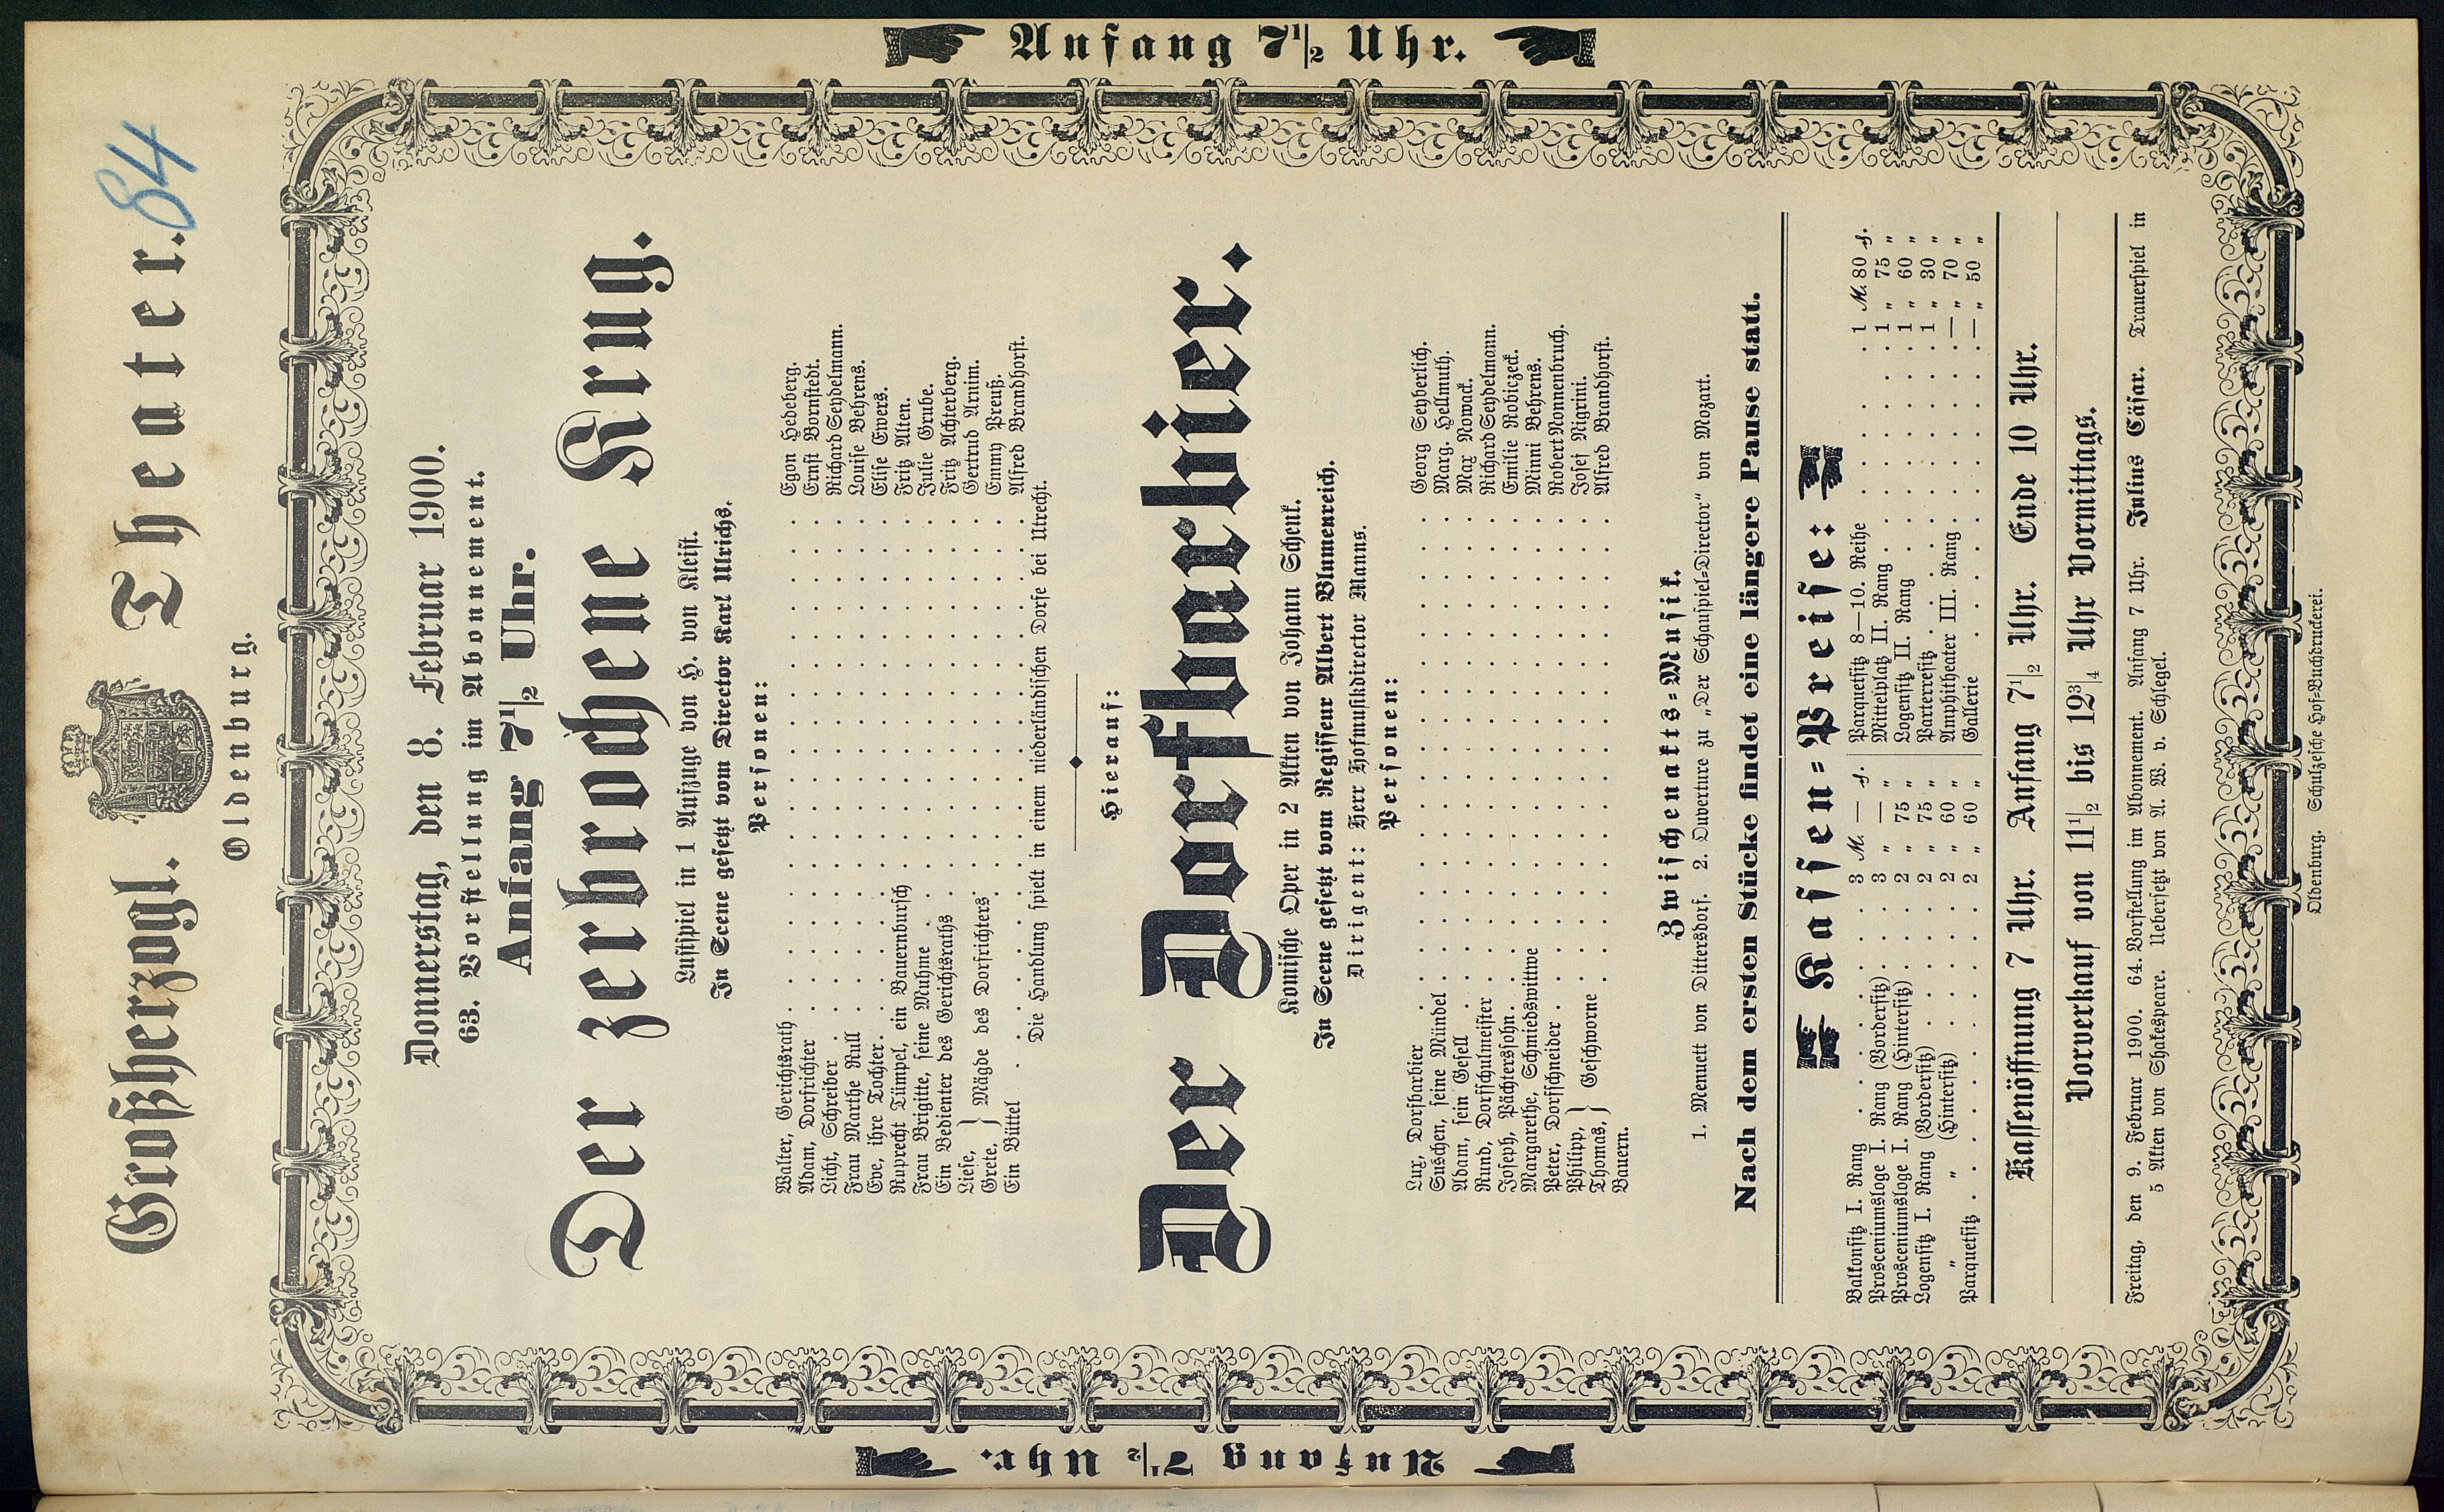 Großherzogl. Theater. 84
Oldenburg.
Anfang 7½ Uhr.
Anfang 7½ Uhr.
Donnerstag, den 8. Februar 1900.
63. Vorstellung im Abonnement.
Anfang 7½ Uhr.
Der zerbrochene Krug.
Lustspiel in 1 Aufzuge von H. von Kleist.
In Scene gesetzt vom Director Karl Ulrichs.
Personen:
Walter, Gerichtsrath . . . Egon Hedeberg.
Adam, Dorfrichter . . . Ernst Bornstedt.
Licht, Schreiber . . . Richard Seydelmann.
Frau Marthe Rull . . . Louise Behrens.
Eve, ihre Tochter . . . Elise Ewers.
Ruprecht Tümpel, ein Bauernbursch . . . Fritz Alten.
Frau Brigitte, seine Muhme . . . Julie Grube.
Ein Bedienter des Gerichtsraths . . . Fritz Achterberg.
Liese, } Mägde des Dorfrichters . . . Gertrud Arnim.
Grete, } . . . Emmy Preuß.
Ein Büttel . . . Alfred Brandhorst.
Die Handlung spielt in einem niederländischen Dorfe bei Utrecht.
Hierauf:
Der Dorfbarbier.
Komische Oper in 2 Akten von Johann Schenk.
In Scene gesetzt vom Regisseur Albert Blumenreich.
Dirigent: Herr Hofmusikdirector Manns.
Personen:
Lux, Dorfbarbier . . . Georg Seyberlich.
Suschen, seine Mündel . . . Marg. Hellmuth.
Adam, sein Gesell . . . Max Nowack.
Rund, Dorfschulmeister . . . Richard Seydelmann.
Joseph, Pächterssohn . . . Emilie Robiczek.
Margarethe, Schmiedswittwe . . . Minni Behrens.
Peter, Dorfschneider . . . Robert Nonnenbruch.
Philipp, } Geschworne . . . Josef Nigrini.
Thomas, } . . . Alfred Brandhorst.
Bauern.
Zwischenakts-Musik.
1. Menuett von Dittersdorf. 2. Ouverture zu „Der Schauspiel-Director“ von Mozart.
Nach dem ersten Stücke findet eine längere Pause statt.
Kassen-Preise:
Balkonsitz I. Rang . . . 3 M. — ₰.
Prosceniumsloge I. Rang (Vordersitz) . . . 3 „ — „
Prosceniumsloge I. Rang (Hintersitz) . . . 2 „ 75 „
Logensitz I. Rang (Vordersitz) . . . 2 „ 75 „
„ „ (Hintersitz) . . . 2 „ 60 „
Parquetsitz . . . 2 „ 60 „
Parquetsitz 8—10. Reihe . . . 1 M. 80 ₰.
Mittelplatz II. Rang . . . 1 „ 75 „
Logensitz II. Rang . . . 1 „ 60 „
Parterresitz . . . 1 „ 30 „
Amphitheater III. Rang . . . — „ 70 „
Gallerie . . . — „ 50 „
Kassenöffnung 7 Uhr. Anfang 7½ Uhr. Ende 10 Uhr.
Vorverkauf von 11½ bis 12¾ Uhr Vormittags.
Freitag, den 9. Februar 1900. 64. Vorstellung im Abonnement. Anfang 7 Uhr. Julius Cäsar. Trauerspiel in
5 Akten von Shakespeare. Uebersetzt von A. W. v. Schlegel.
Oldenburg. Schulzesche Hof-Buchdruckerei.